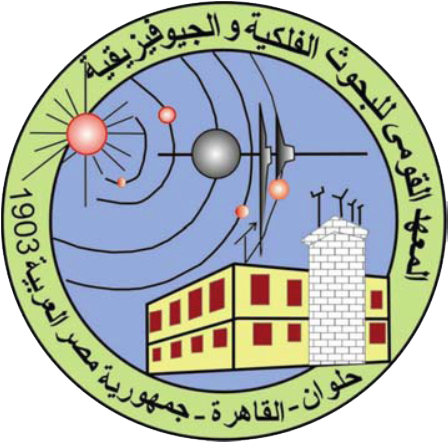 المعهد القومى للبحوث الفلكية و الجيوفيزيقية
حلوان - القاهرة - جمهورية مصر العربية 1903